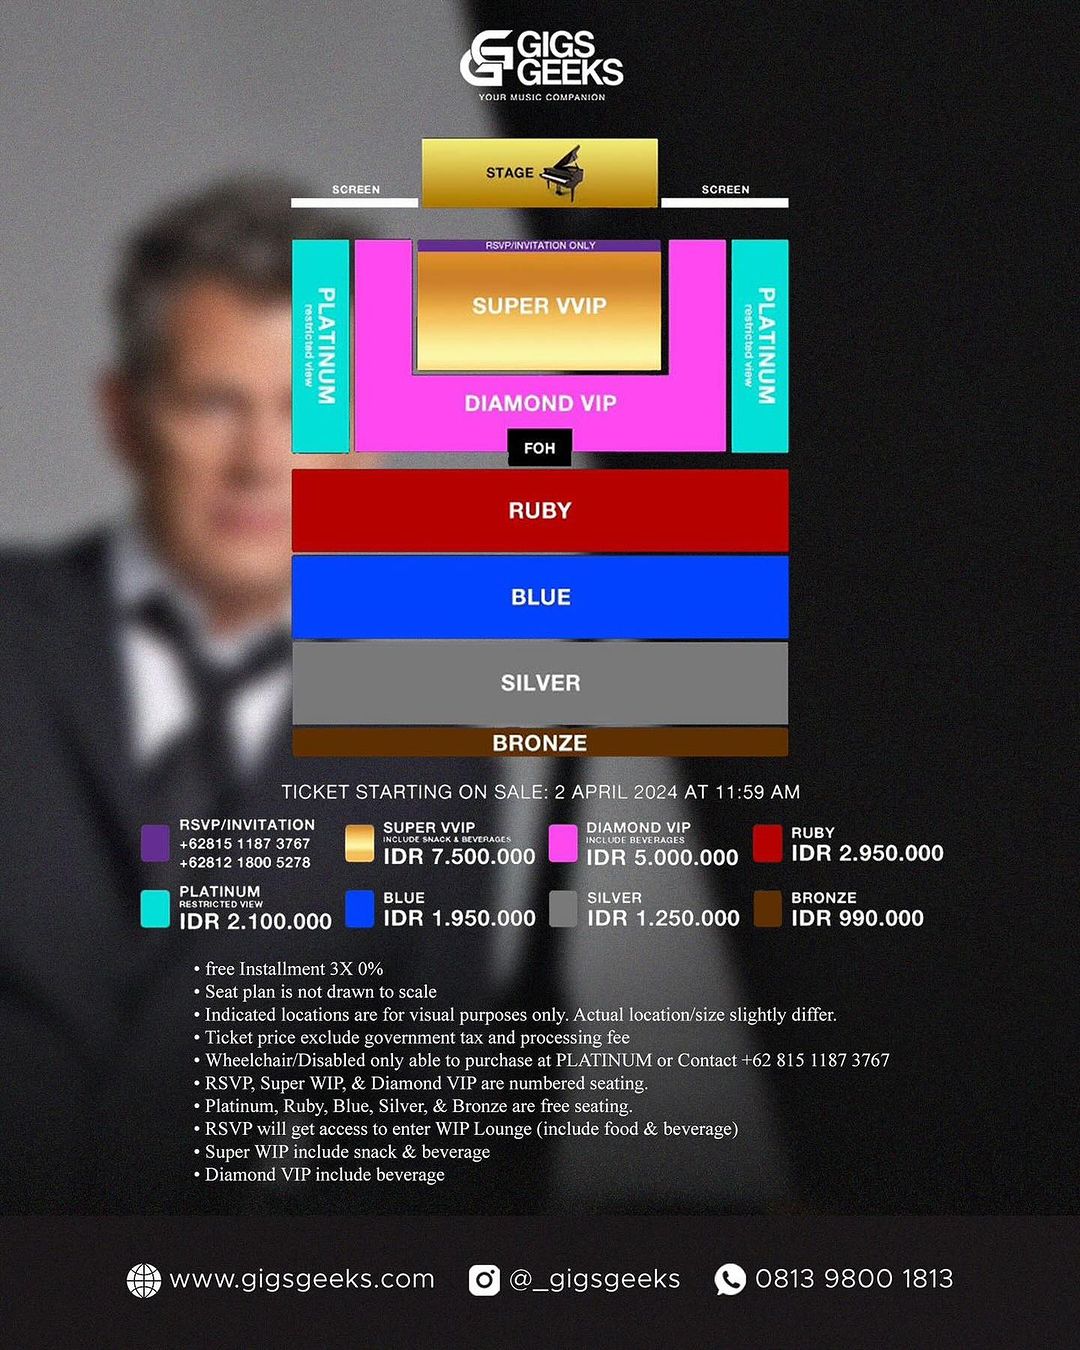 GIGS
GEEKS
YOUR MUSIC COMPANION
STAGE
SCREEN
SCREEN
RSVP/INVITATION ONLY
SUPER VVIP
PLATINUM
restricted view
PLATINUM
restricted view
DIAMOND VIP
FOH
RUBY
BLUE
SILVER
BRONZE
TICKET STARTING ON SALE: 2 APRIL 2024 AT 11:59 AM
RSVP/INVITATION
+62815 1187 3767
+62812 1800 5278
SUPER VVIP
INCLUDE SNACK & BEVERAGES
IDR 7.500.000
DIAMOND VIP
INCLUDE BEVERAGES
IDR 5.000.000
RUBY
IDR 2.950.000
PLATINUM
RESTRICTED VIEW
IDR 2.100.000
BLUE
IDR 1.950.000
SILVER
IDR 1.250.000
BRONZE
IDR 990.000
• free Installment 3X 0%
• Seat plan is not drawn to scale
• Indicated locations are for visual purposes only. Actual location/size slightly differ.
• Ticket price exclude government tax and processing fee
• Wheelchair/Disabled only able to purchase at PLATINUM or Contact +62 815 1187 3767
• RSVP, Super WIP, & Diamond VIP are numbered seating.
• Platinum, Ruby, Blue, Silver, & Bronze are free seating.
• RSVP will get access to enter WIP Lounge (include food & beverage)
• Super WIP include snack & beverage
• Diamond VIP include beverage
www.gigsgeeks.com
@_gigsgeeks
0813 9800 1813